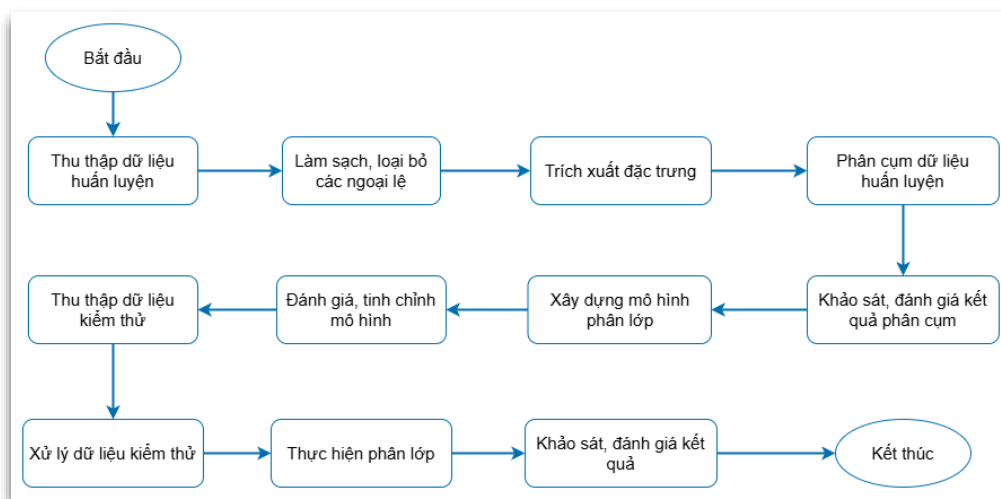 Bắt đầu
Thu thập dữ liệu
huấn luyện
Làm sạch, loại bỏ
các ngoại lệ
Trích xuất đặc trưng
Phân cụm dữ liệu
huấn luyện
Khảo sát, đánh giá kết
quả phân cụm
Xây dựng mô hình
phân lớp
Đánh giá, tinh chỉnh
mô hình
Thu thập dữ liệu
kiểm thử
Xử lý dữ liệu kiểm thử
Thực hiện phân lớp
Khảo sát, đánh giá kết
quả
Kết thúc